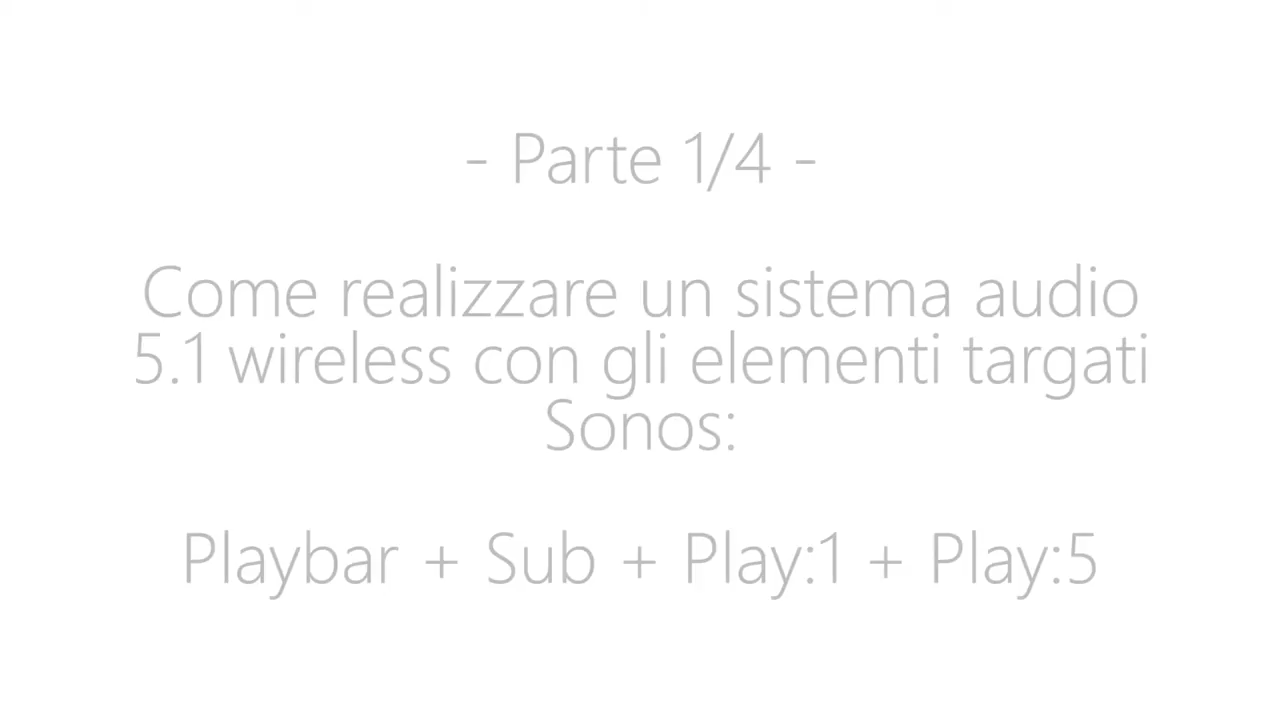 - Parte 1/4 -
Come realizzare un sistema audio
5.1 wireless con gli elementi targati
Sonos:
Playbar + Sub + Play:1 + Play:5